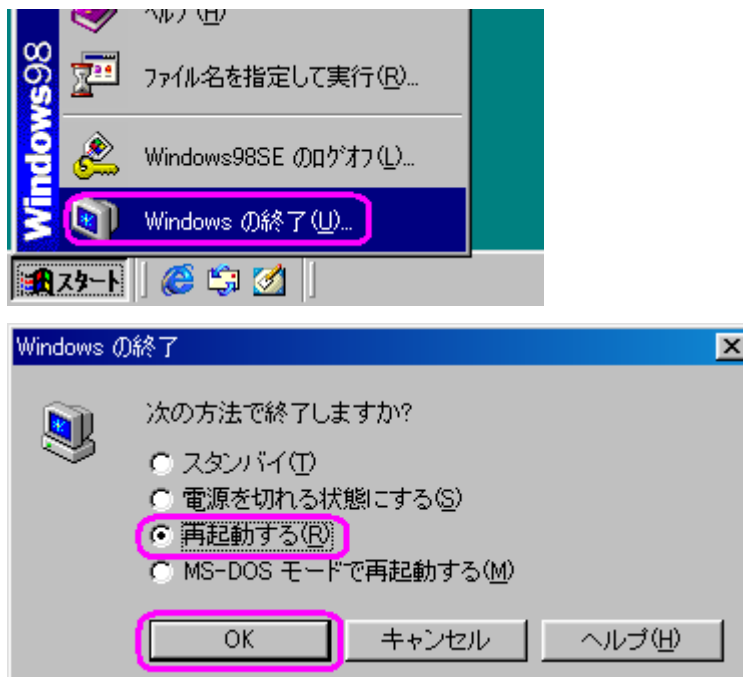 ヘルプ(H)
ファイル名を指定して実行(R)...
Windows98SE のログオフ(L)...
Windows の終了(U)...
Windows98
スタート
Windows の終了
次の方法で終了しますか?
スタンバイ(T)
電源を切れる状態にする(S)
再起動する(R)
MS-DOS モードで再起動する(M)
OK
キャンセル
ヘルプ(H)